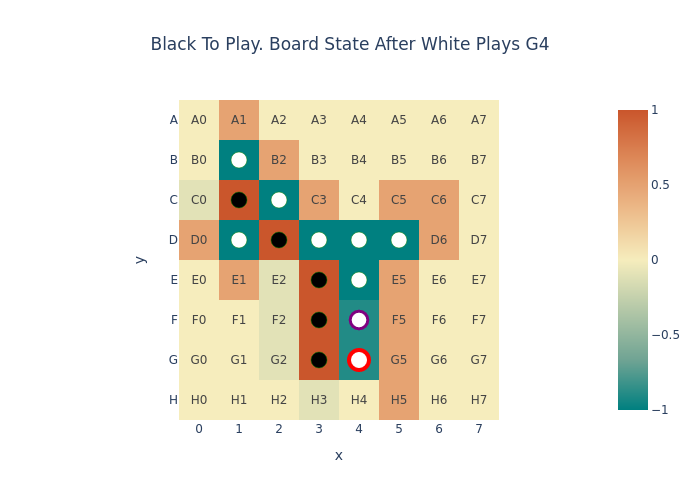 Black To Play. Board State After White Plays G4
A A0 A1 A2 A3 A4 A5 A6 A7
B B0 B2 B3 B4 B5 B6 B7
C C0 C3 C4 C5 C6 C7
D D0 D6 D7
E E0 E1 E2 E5 E6 E7
F F0 F1 F2 F5 F6 F7
G G0 G1 G2 G5 G6 G7
H H0 H1 H2 H3 H4 H5 H6 H7
0 1 2 3 4 5 6 7
x
y
1
0.5
0
−0.5
−1